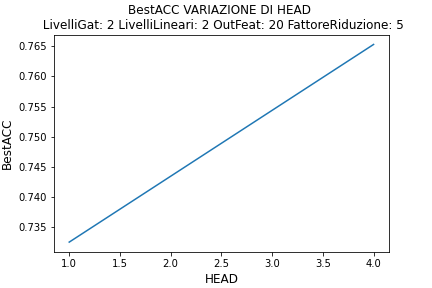 BestACC VARIAZIONE DI HEAD
LivelliGat: 2 LivelliLineari: 2 OutFeat: 20 FattoreRiduzione: 5
0.765
0.760
0.755
0.750
0.745
0.740
0.735
BestACC
1.0 1.5 2.0 2.5 3.0 3.5 4.0
HEAD